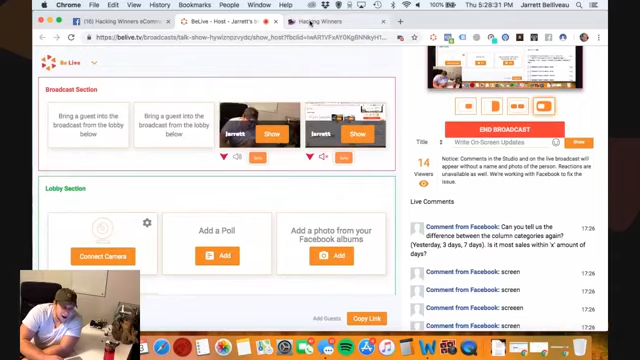 Chrome File Edit View History Bookmarks People Window
100% Thu 5:28:31 PM Jarrett Belliveau
(16) Hacking Winners eComm
BeLive - Host - Jarrett's b
Hacking Winners
https://belive.tv/broadcasts/talk-show-
Be Live
Broadcast Section
Bring a guest into the
broadcast from the lobby
below
Bring a guest into the
broadcast from the lobby
below
Jarrett
Show
Jarrett
Show
Solo
Solo
Lobby Section
Connect Camera
Add a Poll
Add
Add a photo from your
Facebook albums
Add
Add Guests
Copy Link
END BROADCAST
Title
Write On-Screen Updates
Show
14
Viewers
Notice: Comments in the Studio and on the live broadcast will
appear without a name and photo of the person. Reactions are
unavailable as well. We're working with Facebook to fix the
issue.
Live Comments
Comment from Facebook: Can you tell us the
difference between the column categories again?
(Yesterday, 3 days, 7 days). Is it most sales within 'x' amount of
days?
17:26
Comment from Facebook: screen
17:26
Comment from Facebook: screen
17:26
Comment from Facebook: screeen
17:26
Comment from Facebook: screen
17:26